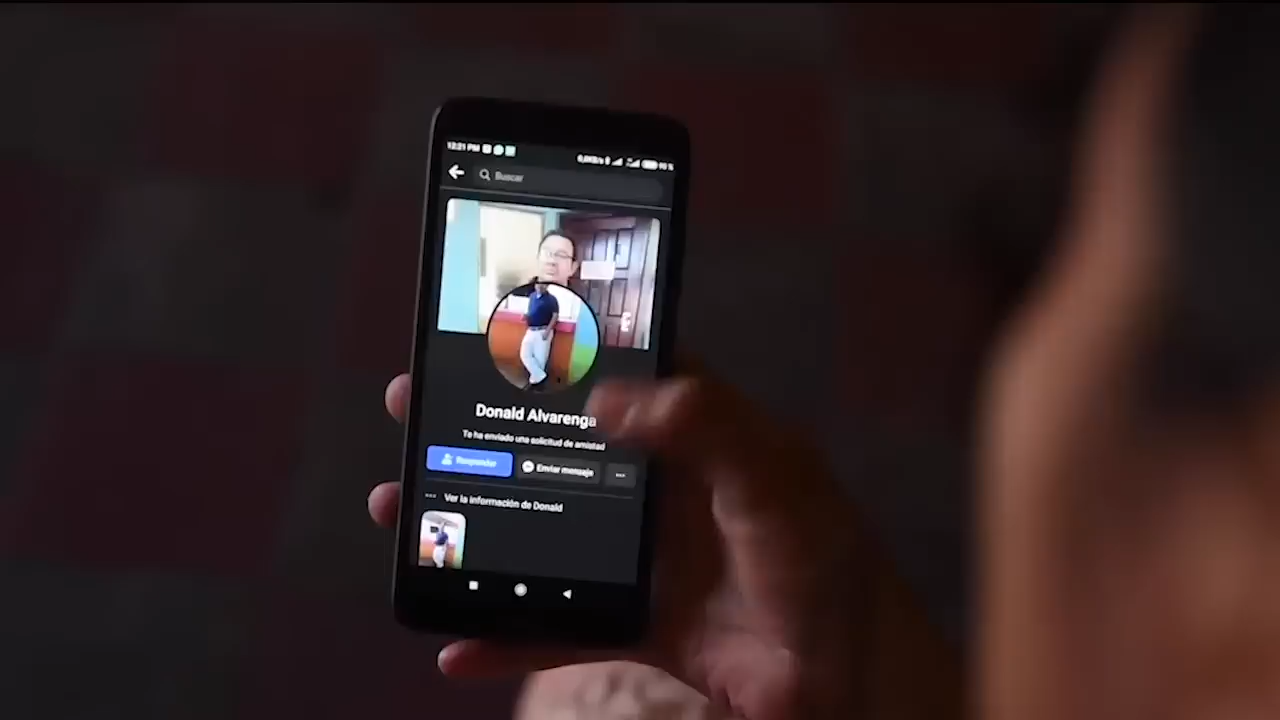 12:21 PM
Buscar
Donald Alvarenga
Te ha enviado una solicitud de amistad
Responder
Enviar mensaje
Ver la información de Donald